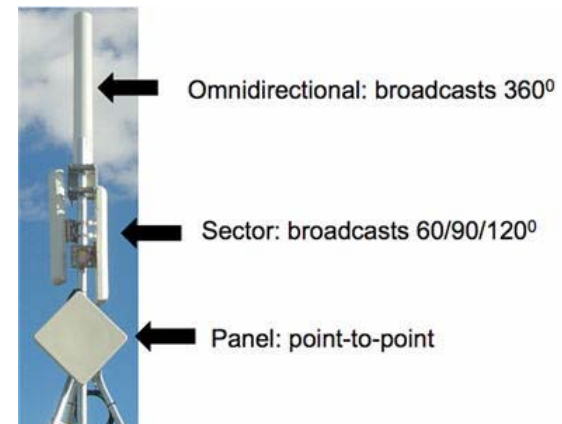 Omnidirectional: broadcasts 360⁰
Sector: broadcasts 60/90/120⁰
Panel: point-to-point